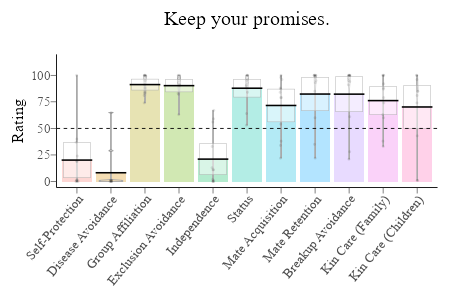 Keep your promises.
Rating
100
75
50
25
0
Self-Protection
Disease Avoidance
Group Affiliation
Exclusion Avoidance
Independence
Status
Mate Acquisition
Mate Retention
Breakup Avoidance
Kin Care (Family)
Kin Care (Children)